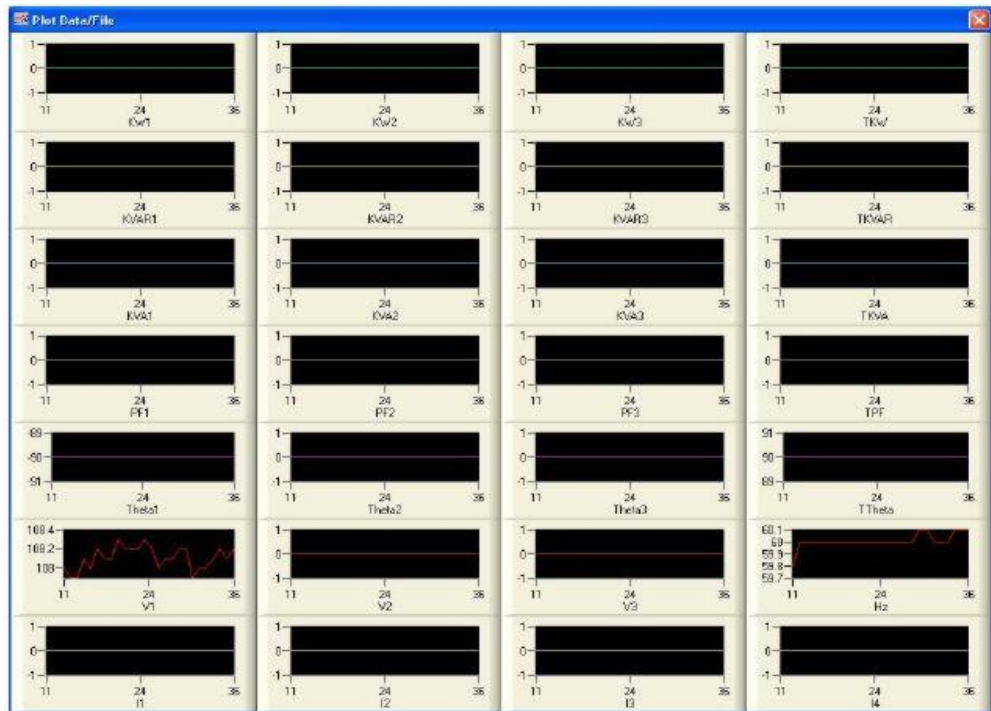 Plot Data/File
1 1 1 1
0 0 0 0
-1 -1 -1 -1
11 24 36 11 24 36 11 24 36 11 24 36
KW1 KW2 KW3 TKW
1 1 1 1
0 0 0 0
-1 -1 -1 -1
11 24 36 11 24 36 11 24 36 11 24 36
KVAR1 KVAR2 KVAR3 TKVAR
1 1 1 1
0 0 0 0
-1 -1 -1 -1
11 24 36 11 24 36 11 24 36 11 24 36
KVA1 KVA2 KVA3 TKVA
1 1 1 1
0 0 0 0
-1 -1 -1 -1
11 24 36 11 24 36 11 24 36 11 24 36
PF1 PF2 PF3 TPF
-89 1 1 91
-90 0 0 90
-91 -1 -1 89
11 24 36 11 24 36 11 24 36 11 24 36
Theta1 Theta2 Theta3 TTheta
108.4 1 1 60.1
108.2 0 0 60
108 -1 -1 59.9
59.8
59.7
11 24 36 11 24 36 11 24 36 11 24 36
V1 V2 V3 Hz
1 1 1 1
0 0 0 0
-1 -1 -1 -1
11 24 36 11 24 36 11 24 36 11 24 36
I1 I2 I3 I4